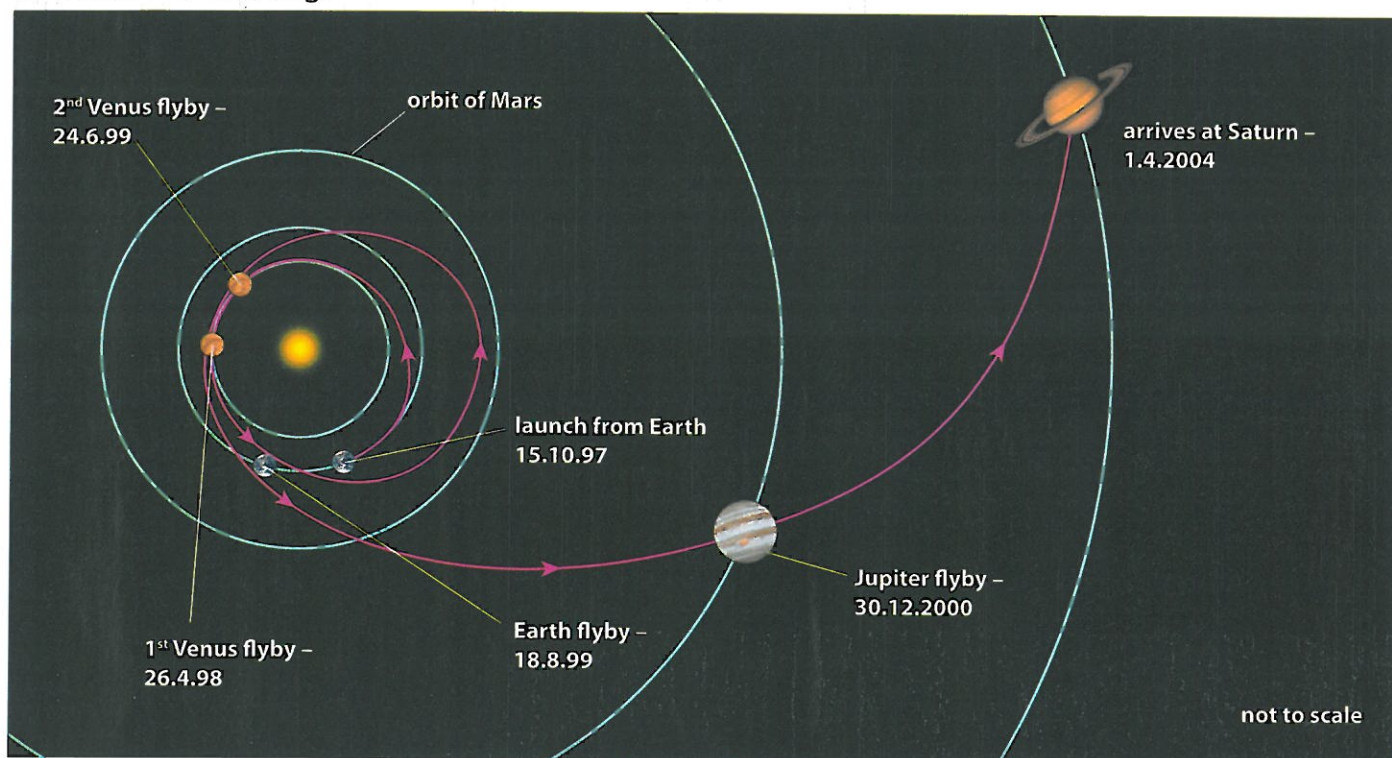 2nd Venus flyby –
24.6.99
orbit of Mars
arrives at Saturn –
1.4.2004
launch from Earth
15.10.97
Jupiter flyby –
30.12.2000
Earth flyby –
18.8.99
1st Venus flyby –
26.4.98
not to scale